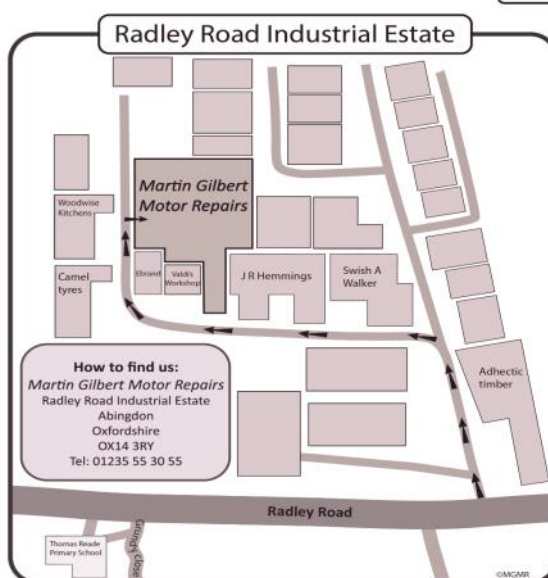 Radley Road Industrial Estate
Martin Gilbert
Motor Repairs
Woodwise
Kitchens
Camel
tyres
Ebrand
Valdi's
Workshop
J R Hemmings
Swish A
Walker
Adhectic
timber
How to find us:
Martin Gilbert Motor Repairs
Radley Road Industrial Estate
Abingdon
Oxfordshire
OX14 3RY
Tel: 01235 55 30 55
Radley Road
Thomas Reade
Primary School
Grundy Close
©MGMR